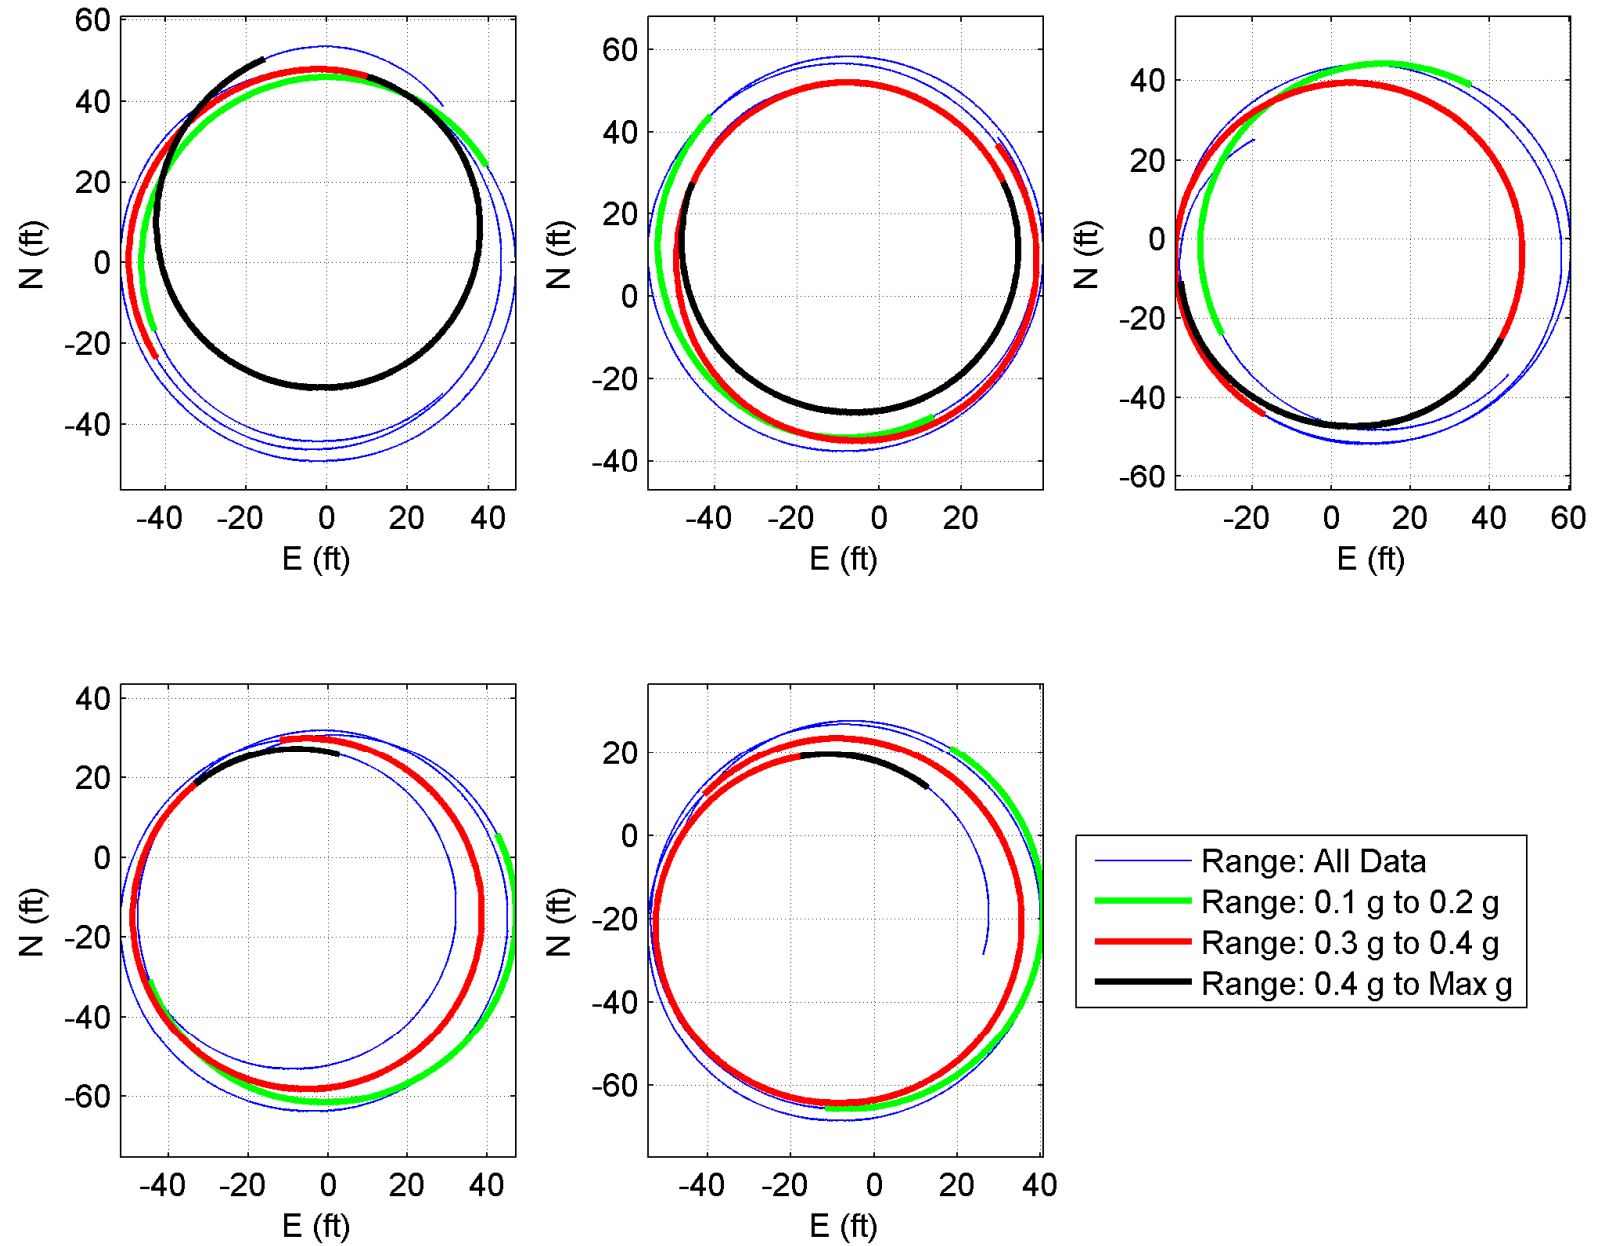 60
40
20
0
-20
-40
N (ft)
-40 -20 0 20 40
E (ft)
60
40
20
0
-20
-40
N (ft)
-40 -20 0 20
E (ft)
40
20
0
-20
-40
-60
N (ft)
-20 0 20 40 60
E (ft)
40
20
0
-20
-40
-60
N (ft)
-40 -20 0 20 40
E (ft)
20
0
-20
-40
-60
N (ft)
-40 -20 0 20 40
E (ft)
Range: All Data
Range: 0.1 g to 0.2 g
Range: 0.3 g to 0.4 g
Range: 0.4 g to Max g